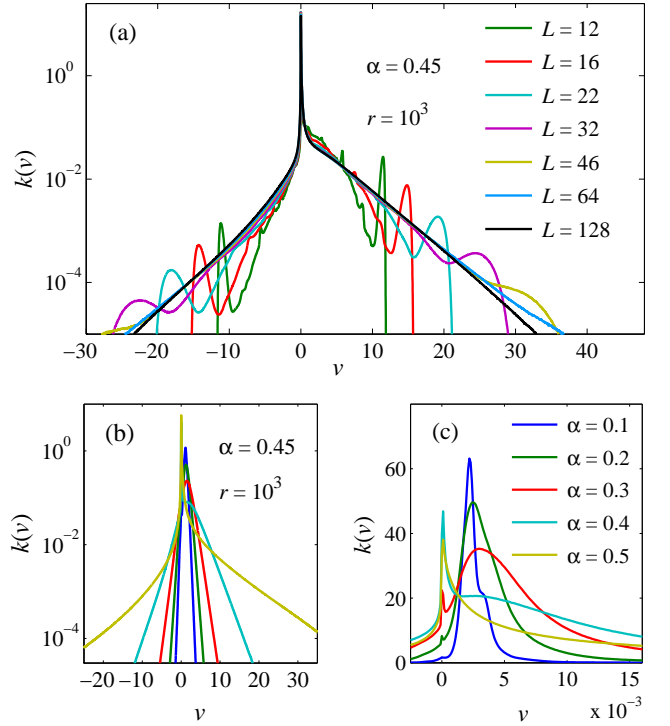 (a)
α = 0.45
r = 10³
L = 12
L = 16
L = 22
L = 32
L = 46
L = 64
L = 128
10⁰
10⁻²
10⁻⁴
k(v)
−30 −20 −10 0 10 20 30 40
v
(b)
α = 0.45
r = 10³
10⁰
10⁻²
10⁻⁴
k(v)
−20 −10 0 10 20 30
v
(c)
α = 0.1
α = 0.2
α = 0.3
α = 0.4
α = 0.5
60
40
20
0
0 5 10 15
v
x 10⁻³